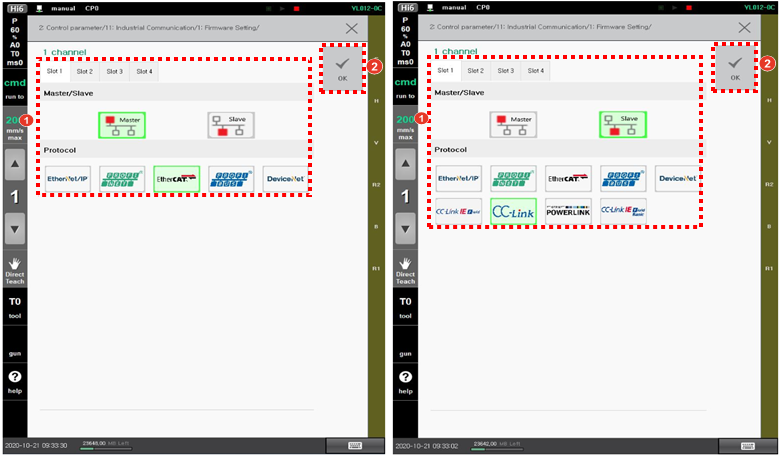 Hi6 manual CP0 YL012-0C
P
60
%
A0
T0
ms0
cmd
run to
200
mm/s
max
1
Direct
Teach
T0
tool
gun
help
2: Control parameter/11: Industrial Communication/1: Firmware Setting/
1 channel
OK
2
1
Slot 1 Slot 2 Slot 3 Slot 4
Master/Slave
Master Slave
Protocol
EtherNet/IP PROFINET EtherCAT PROFIBUS DeviceNet
H
V
R2
B
R1
2020-10-21 09:33:30 23648.00 MB Left
Hi6 manual CP0 YL012-0C
P
60
%
A0
T0
ms0
cmd
run to
200
mm/s
max
1
Direct
Teach
T0
tool
gun
help
2: Control parameter/11: Industrial Communication/1: Firmware Setting/
1 channel
OK
2
1
Slot 1 Slot 2 Slot 3 Slot 4
Master/Slave
Master Slave
Protocol
EtherNet/IP PROFINET EtherCAT PROFIBUS DeviceNet
CC-Link IE Field CC-Link POWERLINK CC-Link IE Field Basic
H
V
R2
B
R1
2020-10-21 09:33:02 23642.00 MB Left